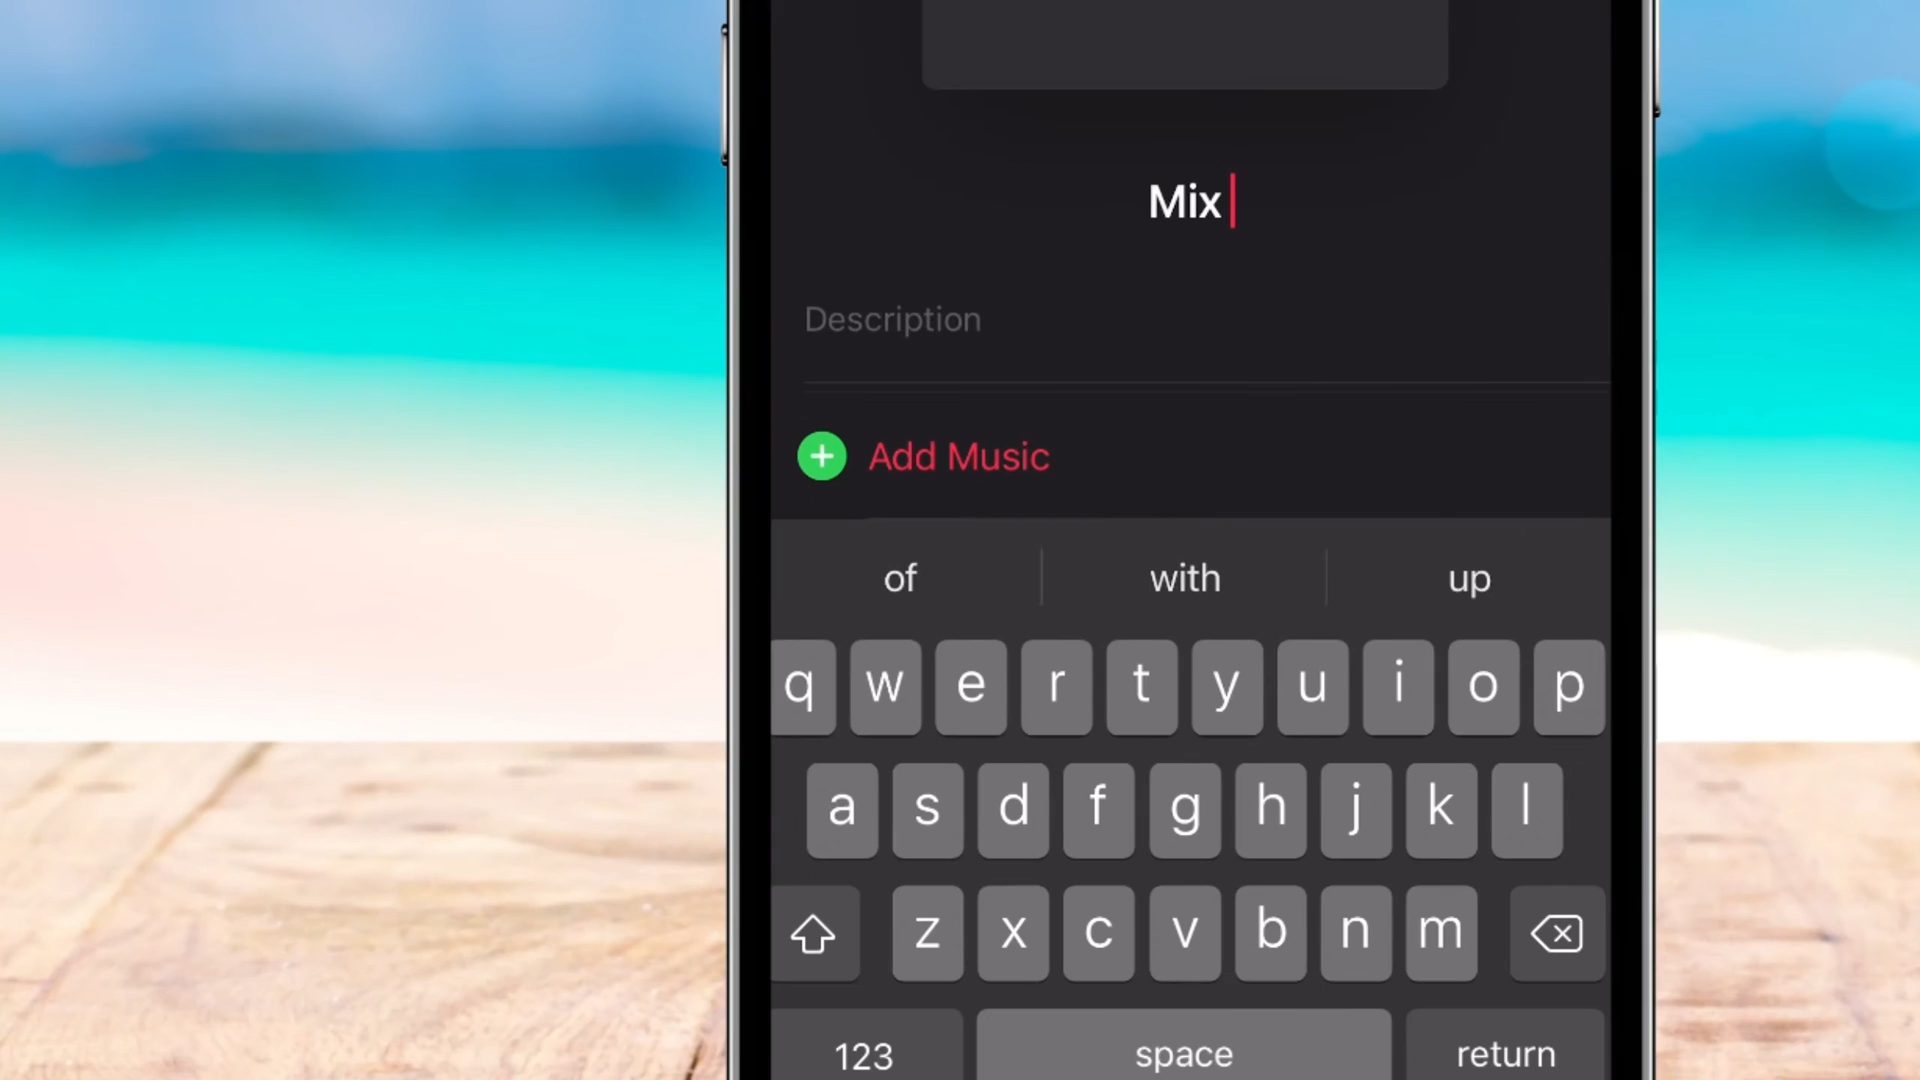 Mix
Description
+ Add Music
of with up
q w e r t y u i o p
a s d f g h j k l
z x c v b n m
123 space return